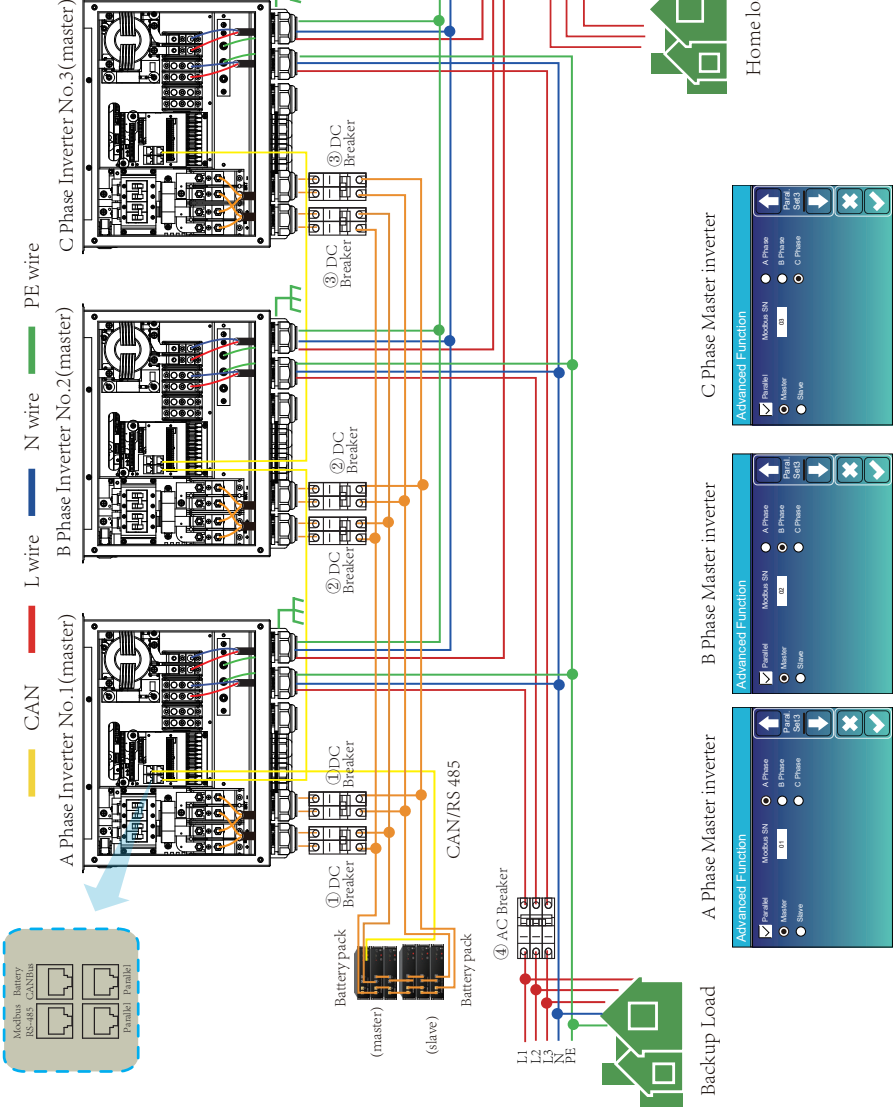 CAN
L wire
N wire
PE wire
Modbus
RS-485
Battery
CANBus
Parallel
Parallel
A Phase Inverter No.1(master)
B Phase Inverter No.2(master)
C Phase Inverter No.3(master)
① DC
Breaker
①DC
Breaker
② DC
Breaker
② DC
Breaker
③ DC
Breaker
③ DC
Breaker
Battery pack
(master)
(slave)
Battery pack
CAN/RS 485
④ AC Breaker
L1
L2
L3
N
PE
Backup Load
Home lo
A Phase Master inverter
B Phase Master inverter
C Phase Master inverter
Advanced Function
Parallel
Modbus SN
A Phase
Master
01
B Phase
Slave
C Phase
Paral.
Set3
Advanced Function
Parallel
Modbus SN
A Phase
Master
02
B Phase
Slave
C Phase
Paral.
Set3
Advanced Function
Parallel
Modbus SN
A Phase
Master
03
B Phase
Slave
C Phase
Paral.
Set3